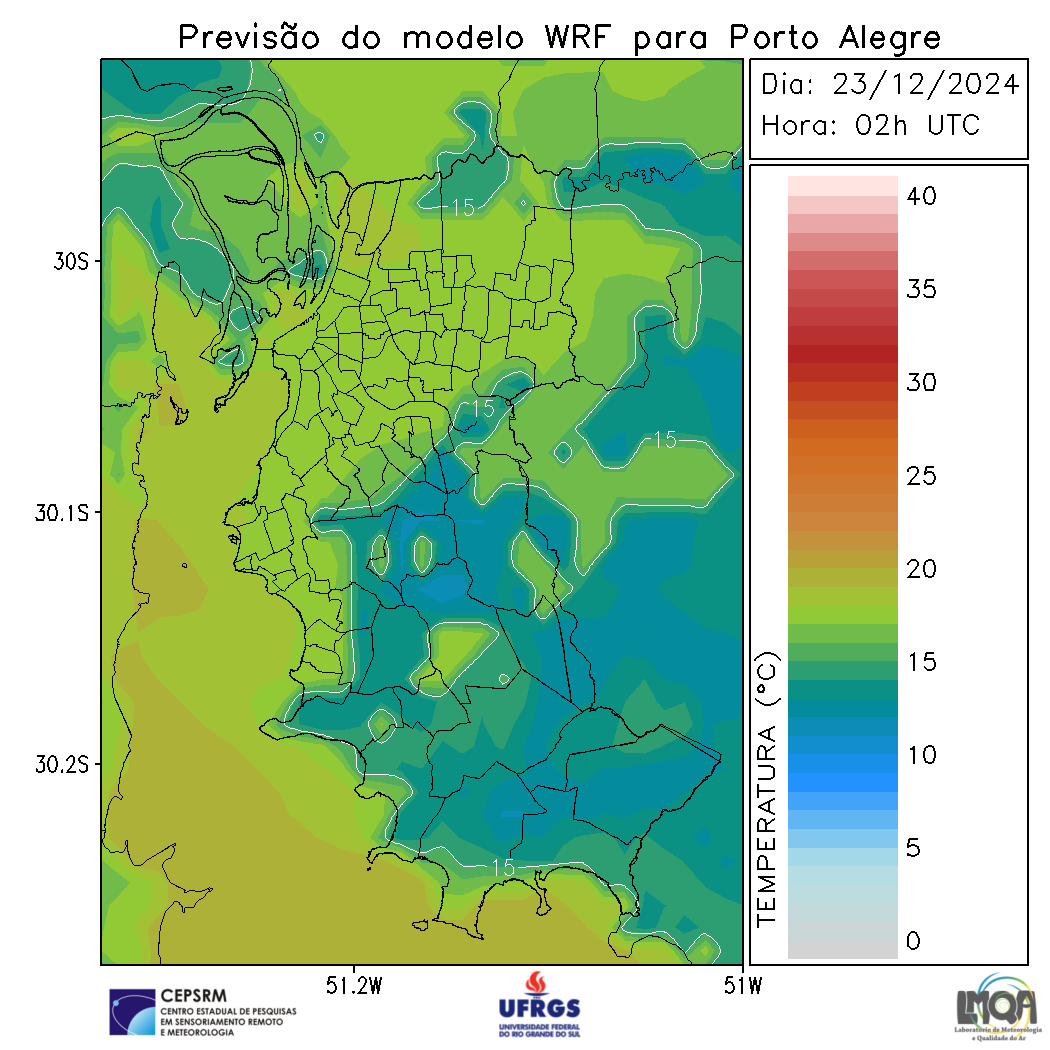 Previsão do modelo WRF para Porto Alegre
Dia: 23/12/2024
Hora: 02h UTC
30S
30.1S
30.2S
51.2W
51W
15
15
15
15
TEMPERATURA (°C)
40
35
30
25
20
15
10
5
0
CEPSRM
CENTRO ESTADUAL DE PESQUISAS
EM SENSORIAMENTO REMOTO
E METEOROLOGIA
UFRGS
UNIVERSIDADE FEDERAL
DO RIO GRANDE DO SUL
LMQA
Laboratório de Meteorologia
e Qualidade do Ar